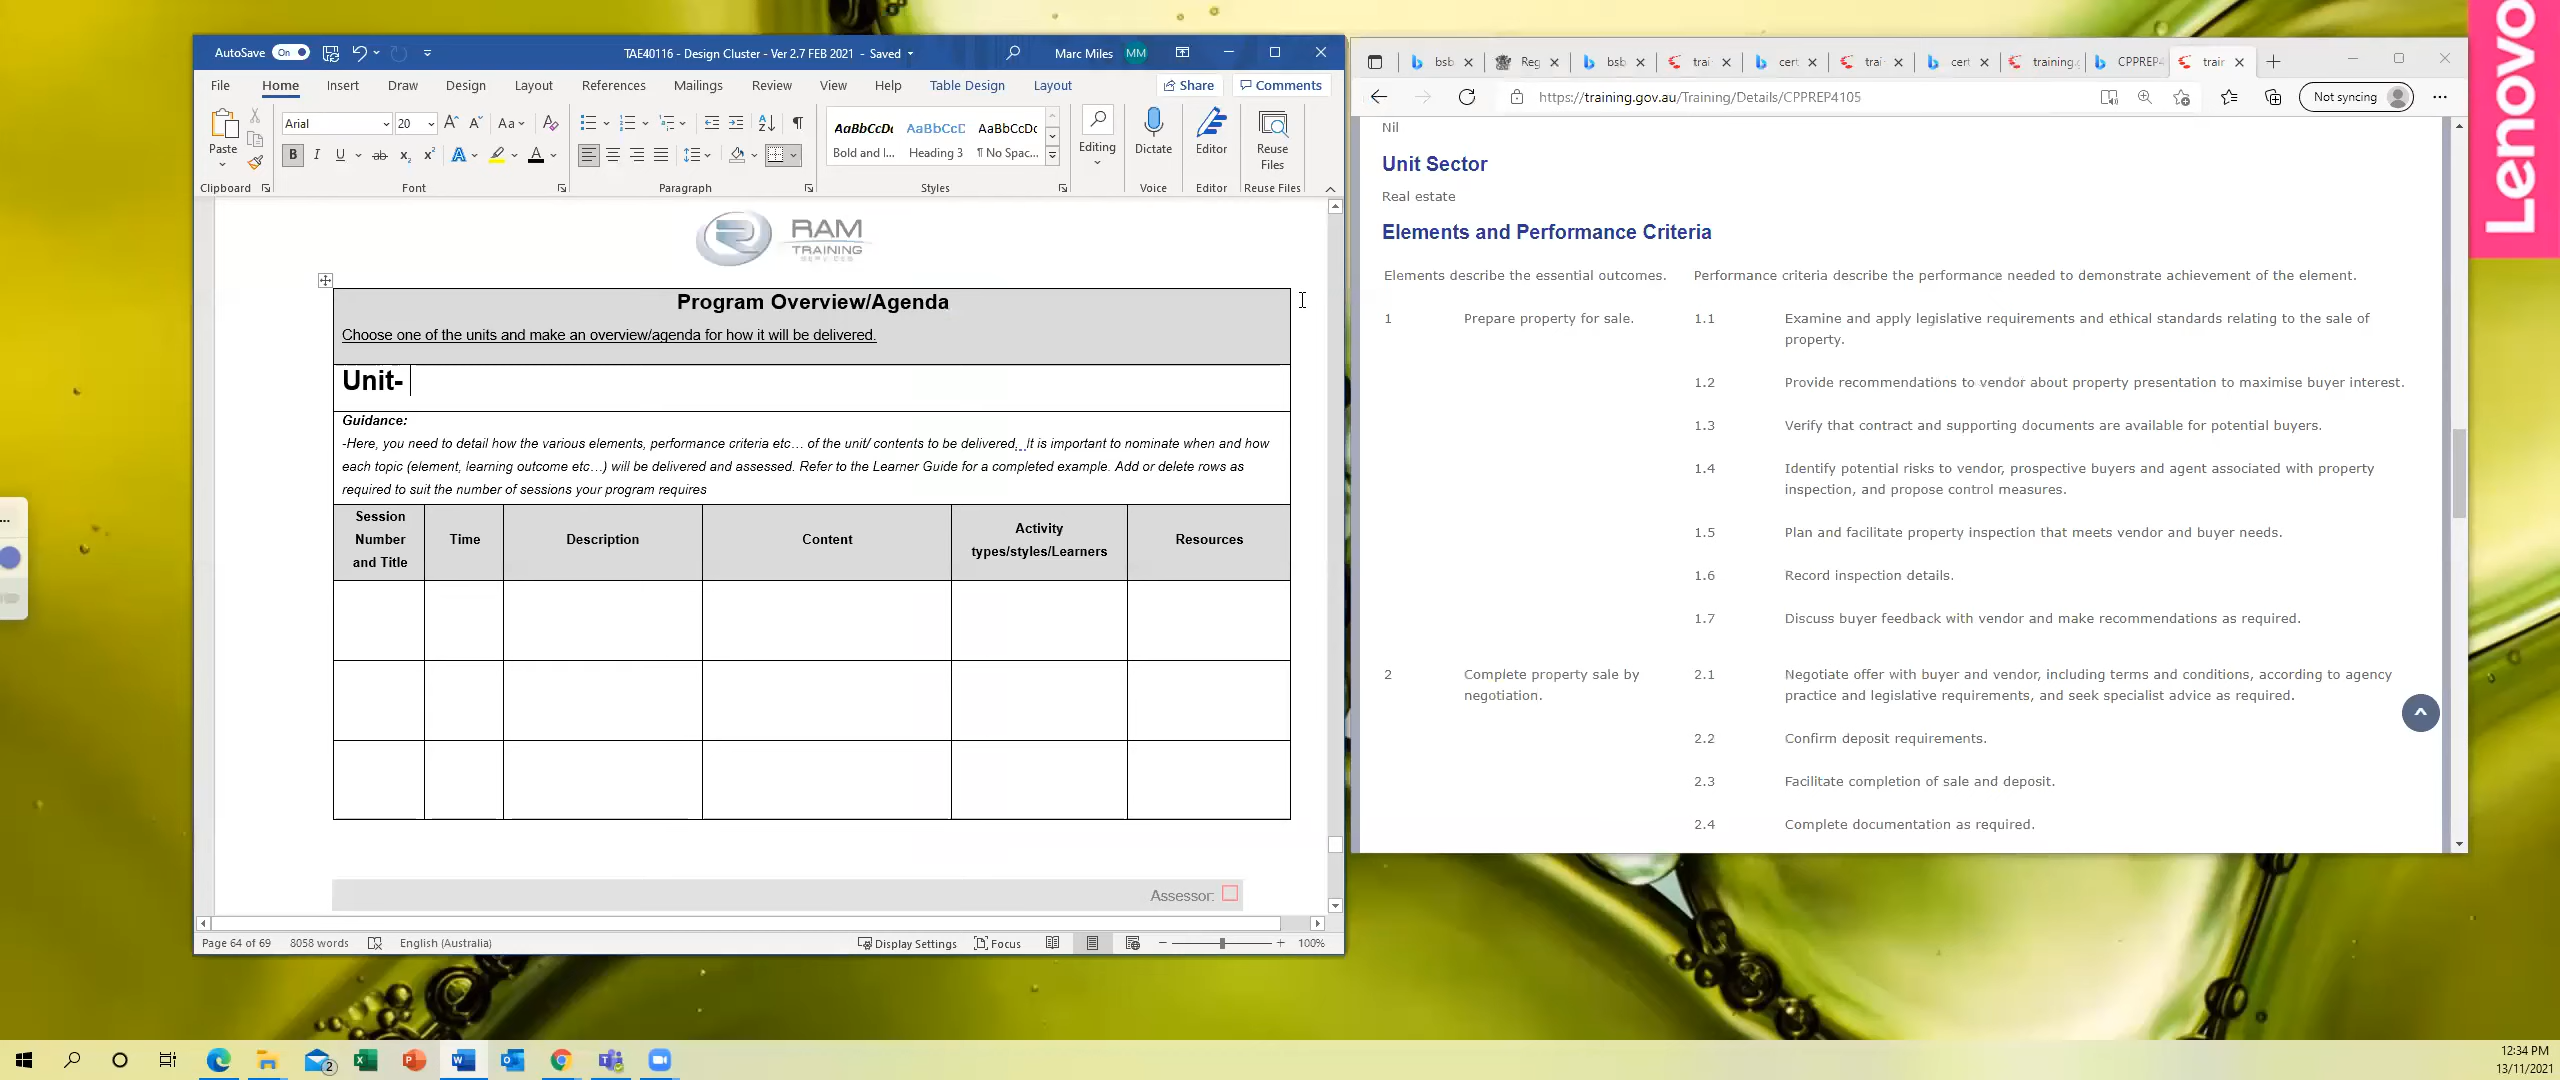 AutoSave On
TAE40116 - Design Cluster - Ver 2.7 FEB 2021 - Saved
Marc Miles MM
File Home Insert Draw Design Layout References Mailings Review View Help Table Design Layout
Share Comments
Paste
Arial 20
Aa
B I U ab x₂ x² A A
AaBbCcDc AaBbCcD AaBbCcDc
Bold and I... Heading 3 ¶ No Spac...
Editing Dictate Editor Reuse Files
Clipboard Font Paragraph Styles Voice Editor Reuse Files
RAM
TRAINING
SERVICES
Program Overview/Agenda
Choose one of the units and make an overview/agenda for how it will be delivered.
Unit-
Guidance:
-Here, you need to detail how the various elements, performance criteria etc… of the unit/ contents to be delivered. It is important to nominate when and how
each topic (element, learning outcome etc…) will be delivered and assessed. Refer to the Learner Guide for a completed example. Add or delete rows as
required to suit the number of sessions your program requires
Session Number and Title Time Description Content Activity types/styles/Learners Resources
Assessor:
Page 64 of 69 8058 words English (Australia) Display Settings Focus 100%
bsb Reg bsb trai cert trai cert training. CPPREP4 trair
https://training.gov.au/Training/Details/CPPREP4105
Not syncing
Nil
Unit Sector
Real estate
Elements and Performance Criteria
Elements describe the essential outcomes. Performance criteria describe the performance needed to demonstrate achievement of the element.
1 Prepare property for sale. 1.1 Examine and apply legislative requirements and ethical standards relating to the sale of
property.
1.2 Provide recommendations to vendor about property presentation to maximise buyer interest.
1.3 Verify that contract and supporting documents are available for potential buyers.
1.4 Identify potential risks to vendor, prospective buyers and agent associated with property
inspection, and propose control measures.
1.5 Plan and facilitate property inspection that meets vendor and buyer needs.
1.6 Record inspection details.
1.7 Discuss buyer feedback with vendor and make recommendations as required.
2 Complete property sale by negotiation. 2.1 Negotiate offer with buyer and vendor, including terms and conditions, according to agency
practice and legislative requirements, and seek specialist advice as required.
2.2 Confirm deposit requirements.
2.3 Facilitate completion of sale and deposit.
2.4 Complete documentation as required.
Lenovo
2
12:34 PM
13/11/2021